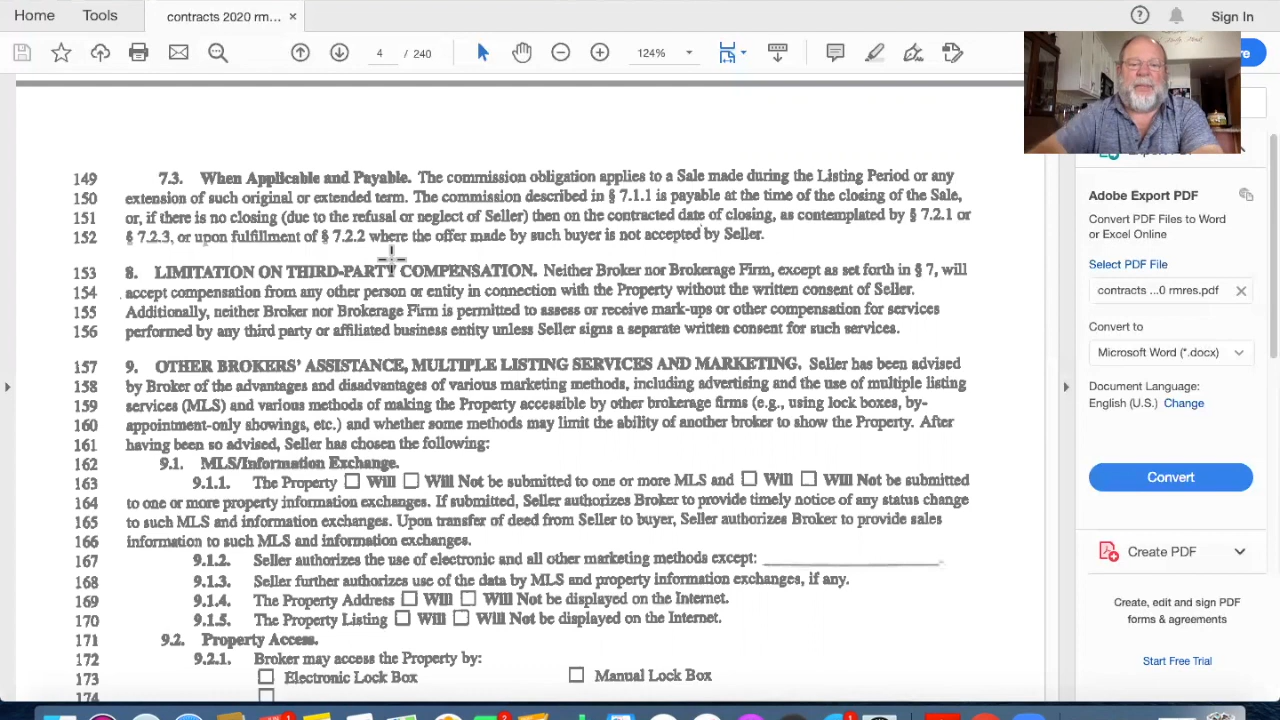 Home Tools contracts 2020 rm... × Sign In
4 / 240 124%
149 7.3. When Applicable and Payable. The commission obligation applies to a Sale made during the Listing Period or any
150 extension of such original or extended term. The commission described in § 7.1.1 is payable at the time of the closing of the Sale,
151 or, if there is no closing (due to the refusal or neglect of Seller) then on the contracted date of closing, as contemplated by § 7.2.1 or
152 § 7.2.3, or upon fulfillment of § 7.2.2 where the offer made by such buyer is not accepted by Seller.
153 8. LIMITATION ON THIRD-PARTY COMPENSATION. Neither Broker nor Brokerage Firm, except as set forth in § 7, will
154 accept compensation from any other person or entity in connection with the Property without the written consent of Seller.
155 Additionally, neither Broker nor Brokerage Firm is permitted to assess or receive mark-ups or other compensation for services
156 performed by any third party or affiliated business entity unless Seller signs a separate written consent for such services.
157 9. OTHER BROKERS' ASSISTANCE, MULTIPLE LISTING SERVICES AND MARKETING. Seller has been advised
158 by Broker of the advantages and disadvantages of various marketing methods, including advertising and the use of multiple listing
159 services (MLS) and various methods of making the Property accessible by other brokerage firms (e.g., using lock boxes, by-
160 appointment-only showings, etc.) and whether some methods may limit the ability of another broker to show the Property. After
161 having been so advised, Seller has chosen the following:
162 9.1. MLS/Information Exchange.
163 9.1.1. The Property ☐ Will ☐ Will Not be submitted to one or more MLS and ☐ Will ☐ Will Not be submitted
164 to one or more property information exchanges. If submitted, Seller authorizes Broker to provide timely notice of any status change
165 to such MLS and information exchanges. Upon transfer of deed from Seller to buyer, Seller authorizes Broker to provide sales
166 information to such MLS and information exchanges.
167 9.1.2. Seller authorizes the use of electronic and all other marketing methods except: ____________________
168 9.1.3. Seller further authorizes use of the data by MLS and property information exchanges, if any.
169 9.1.4. The Property Address ☐ Will ☐ Will Not be displayed on the Internet.
170 9.1.5. The Property Listing ☐ Will ☐ Will Not be displayed on the Internet.
171 9.2. Property Access.
172 9.2.1. Broker may access the Property by:
173 ☐ Electronic Lock Box ☐ Manual Lock Box
174 ☐
Adobe Export PDF
Convert PDF Files to Word
or Excel Online
Select PDF File
contracts ...0 rmres.pdf ×
Convert to
Microsoft Word (*.docx)
Document Language:
English (U.S.) Change
Convert
Create PDF
Create, edit and sign PDF
forms & agreements
Start Free Trial